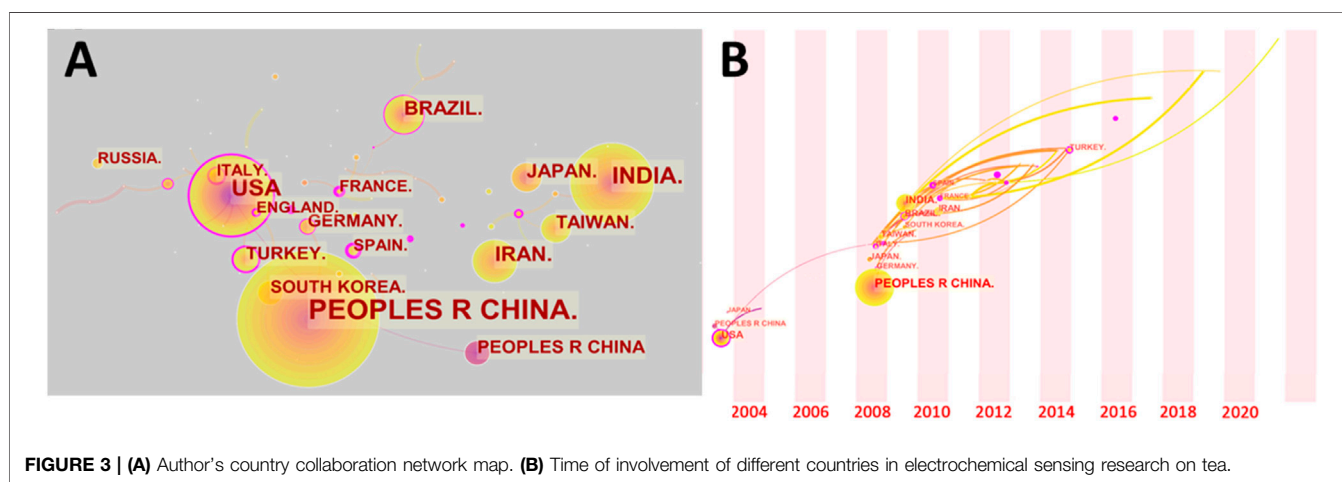 A
BRAZIL.
RUSSIA.
ITALY.
USA
FRANCE.
ENGLAND.
GERMANY.
JAPAN.
INDIA.
TAIWAN.
TURKEY.
SPAIN.
IRAN.
SOUTH KOREA.
PEOPLES R CHINA.
PEOPLES R CHINA
B
TURKEY.
SPAIN.
INDIA.
FRANCE.
IRAN.
BRAZIL.
SOUTH KOREA.
TAIWAN.
JAPAN.
GERMANY.
PEOPLES R CHINA.
JAPAN
PEOPLES R CHINA
USA
2004 2006 2008 2010 2012 2014 2016 2018 2020
FIGURE 3 | (A) Author's country collaboration network map. (B) Time of involvement of different countries in electrochemical sensing research on tea.